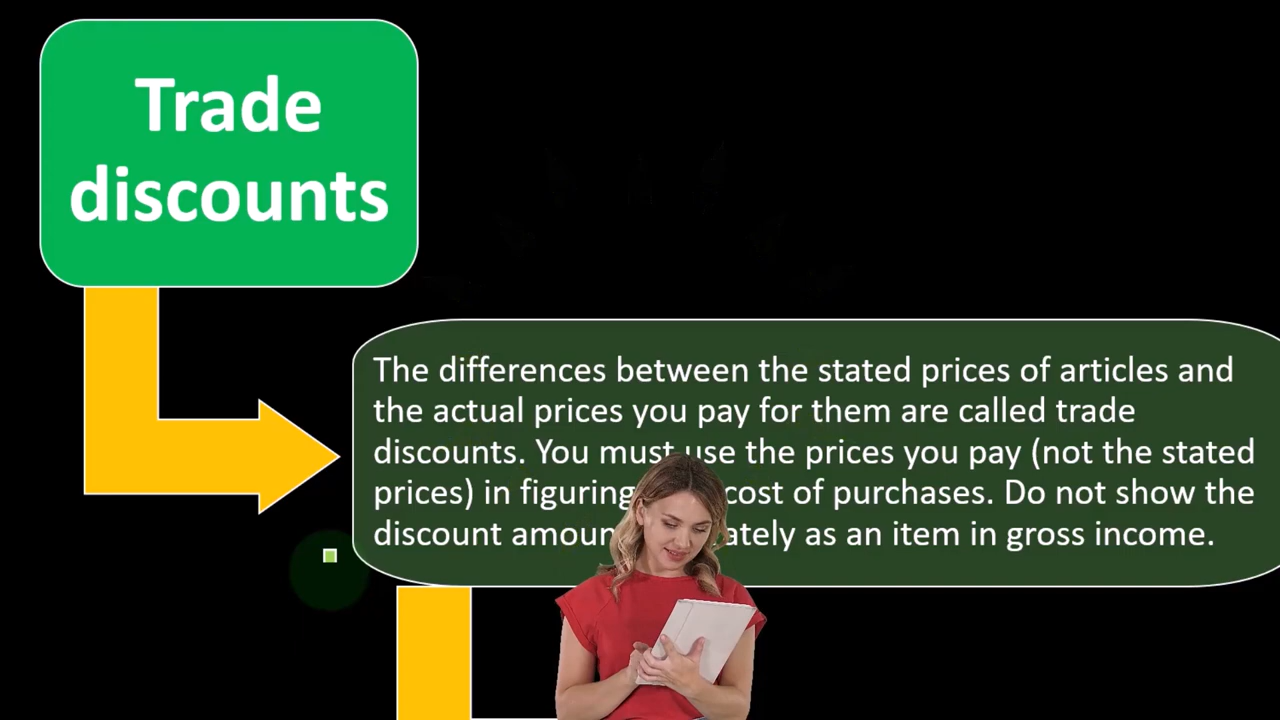 Trade
discounts
The differences between the stated prices of articles and
the actual prices you pay for them are called trade
discounts. You must use the prices you pay (not the stated
prices) in figuring cost of purchases. Do not show the
discount as an item in gross income.